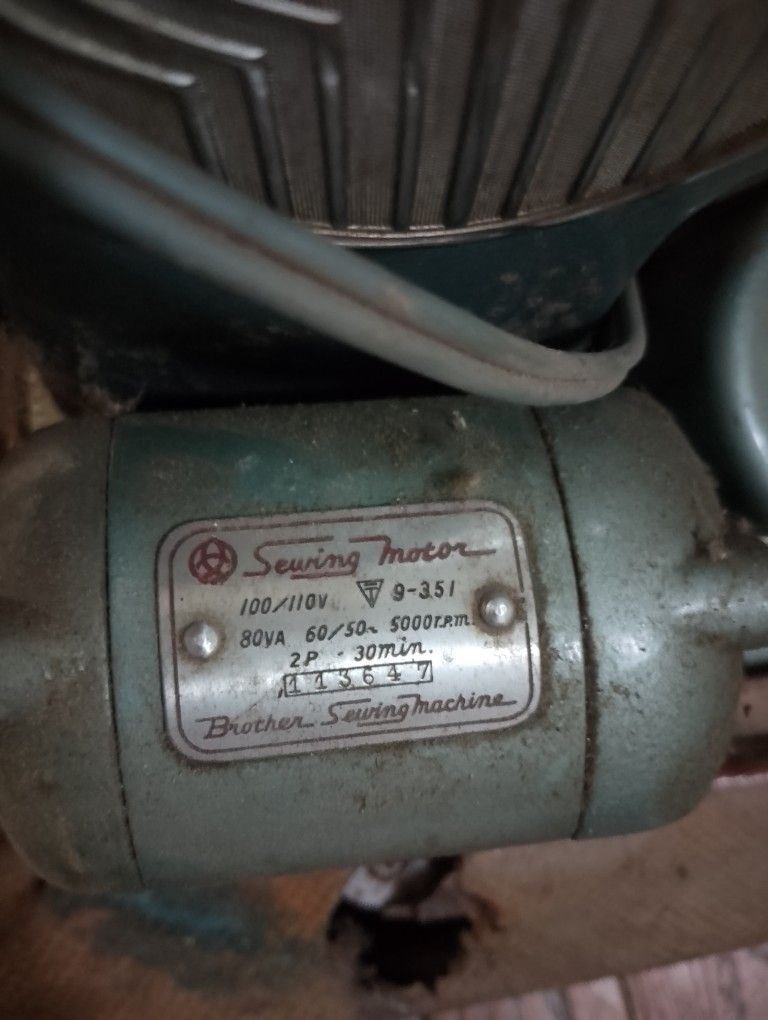 Sewing Motor
100/110V T 9-351
80VA 60/50~ 5000r.p.m.
2P - 30min.
113647
Brother Sewing Machine